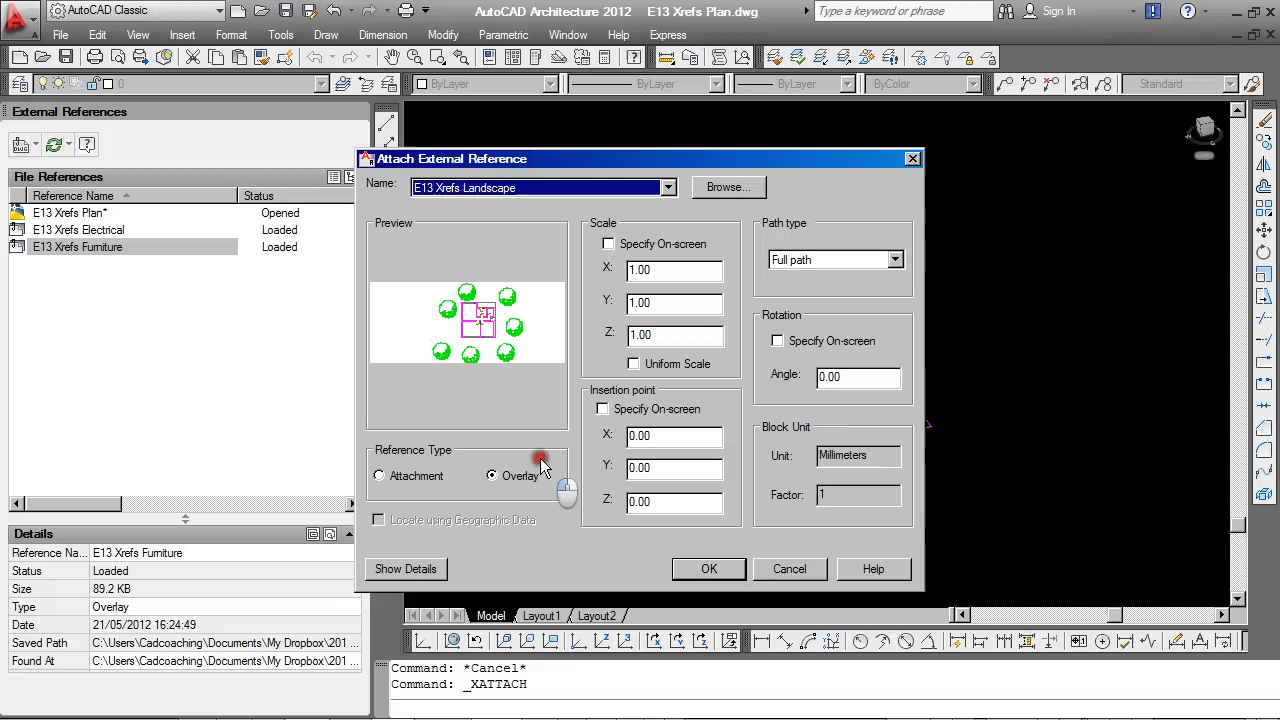 AutoCAD Classic
AutoCAD Architecture 2012 E13 Xrefs Plan.dwg
Type a keyword or phrase
Sign In
File Edit View Insert Format Tools Draw Dimension Modify Parametric Window Help Express
0
ByLayer
ByLayer
ByLayer
ByColor
Standard
External References
File References
Reference Name Status
E13 Xrefs Plan* Opened
E13 Xrefs Electrical Loaded
E13 Xrefs Furniture Loaded
Details
Reference Na... E13 Xrefs Furniture
Status Loaded
Size 89.2 KB
Type Overlay
Date 21/05/2012 16:24:49
Saved Path C:\Users\Cadcoaching\Documents\My Dropbox\201 ...
Found At C:\Users\Cadcoaching\Documents\My Dropbox\201 ...
Attach External Reference
Name: E13 Xrefs Landscape Browse...
Preview
Reference Type
Attachment Overlay
Locate using Geographic Data
Show Details
Scale
Specify On-screen
X: 1.00
Y: 1.00
Z: 1.00
Uniform Scale
Insertion point
Specify On-screen
X: 0.00
Y: 0.00
Z: 0.00
Path type
Full path
Rotation
Specify On-screen
Angle: 0.00
Block Unit
Unit: Millimeters
Factor: 1
OK Cancel Help
Model Layout1 Layout2
Command: *Cancel*
Command: _XATTACH